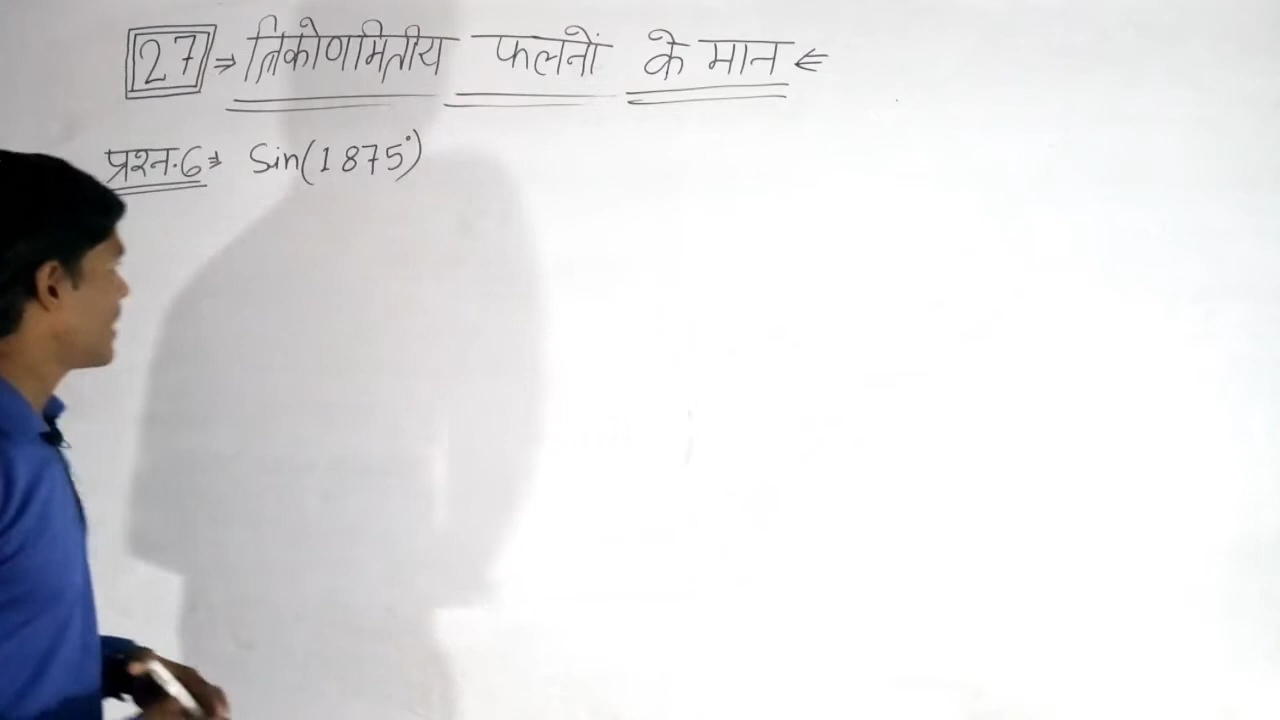 27 ⇒ त्रिकोणमितीय फलनों के मान ⇐
प्रश्न.6⇒ Sin(1875°)